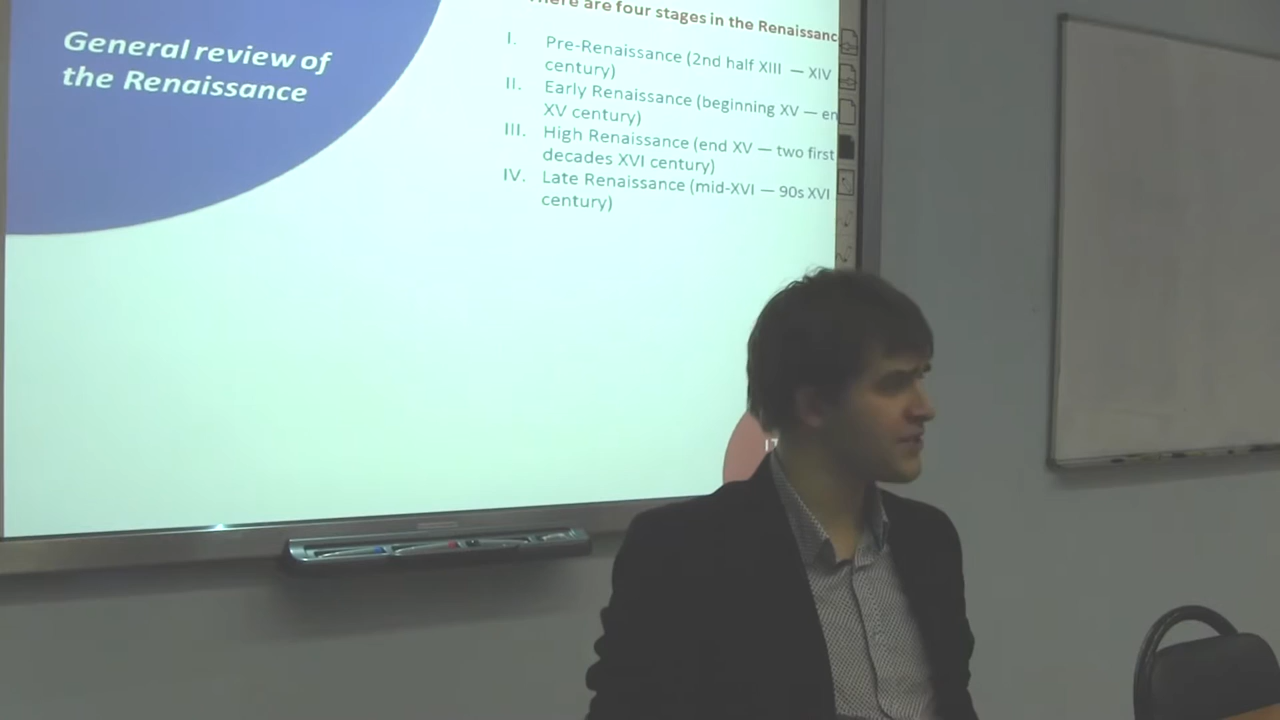 General review of
the Renaissance
There are four stages in the Renaissanc
I. Pre-Renaissance (2nd half XIII — XIV
century)
II. Early Renaissance (beginning XV — en
XV century)
III. High Renaissance (end XV — two first
decades XVI century)
IV. Late Renaissance (mid-XVI — 90s XVI
century)